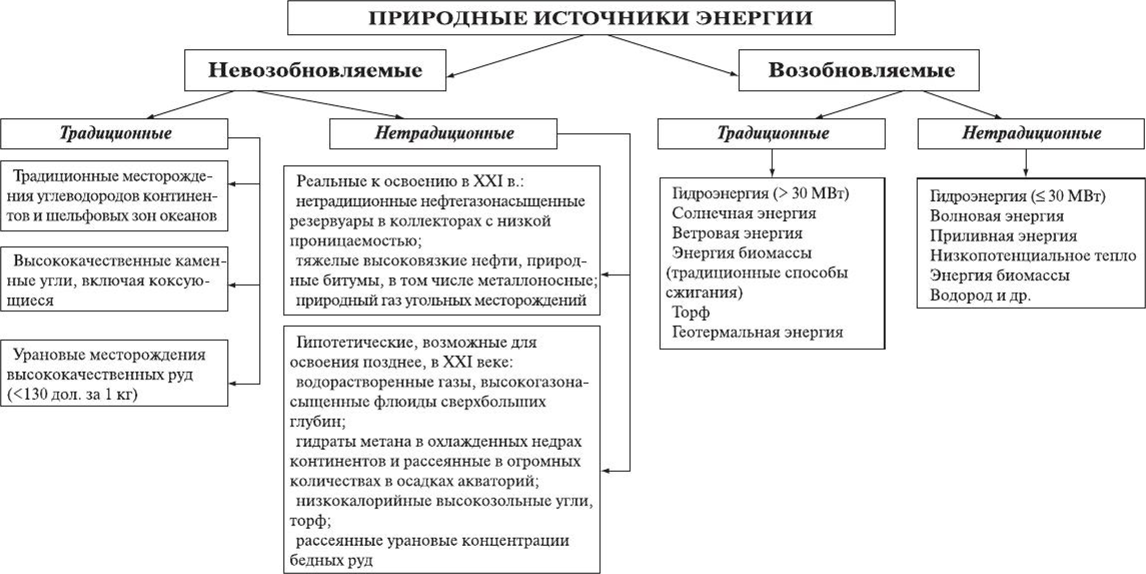 ПРИРОДНЫЕ ИСТОЧНИКИ ЭНЕРГИИ
Невозобновляемые
Возобновляемые
Традиционные
Нетрадиционные
Традиционные
Нетрадиционные
Традиционные месторожде-
ния углеводородов континен-
тов и шельфовых зон океанов
Высококачественные камен-
ные угли, включая коксую-
щиеся
Урановые месторождения
высококачественных руд
(<130 дол. за 1 кг)
Реальные к освоению в XXI в.:
нетрадиционные нефтегазонасыщенные
резервуары в коллекторах с низкой
проницаемостью;
тяжелые высоковязкие нефти, природ-
ные битумы, в том числе металлоносные;
природный газ угольных месторождений
Гипотетические, возможные для
освоения позднее, в XXI веке:
водорастворенные газы, высокогазона-
сыщенные флюиды сверхбольших
глубин;
гидраты метана в охлажденных недрах
континентов и рассеянные в огромных
количествах в осадках акваторий;
низкокалорийные высокозольные угли,
торф;
рассеянные урановые концентрации
бедных руд
Гидроэнергия (> 30 МВт)
Солнечная энергия
Ветровая энергия
Энергия биомассы
(традиционные способы
сжигания)
Торф
Геотермальная энергия
Гидроэнергия (≤ 30 МВт)
Волновая энергия
Приливная энергия
Низкопотенциальное тепло
Энергия биомассы
Водород и др.